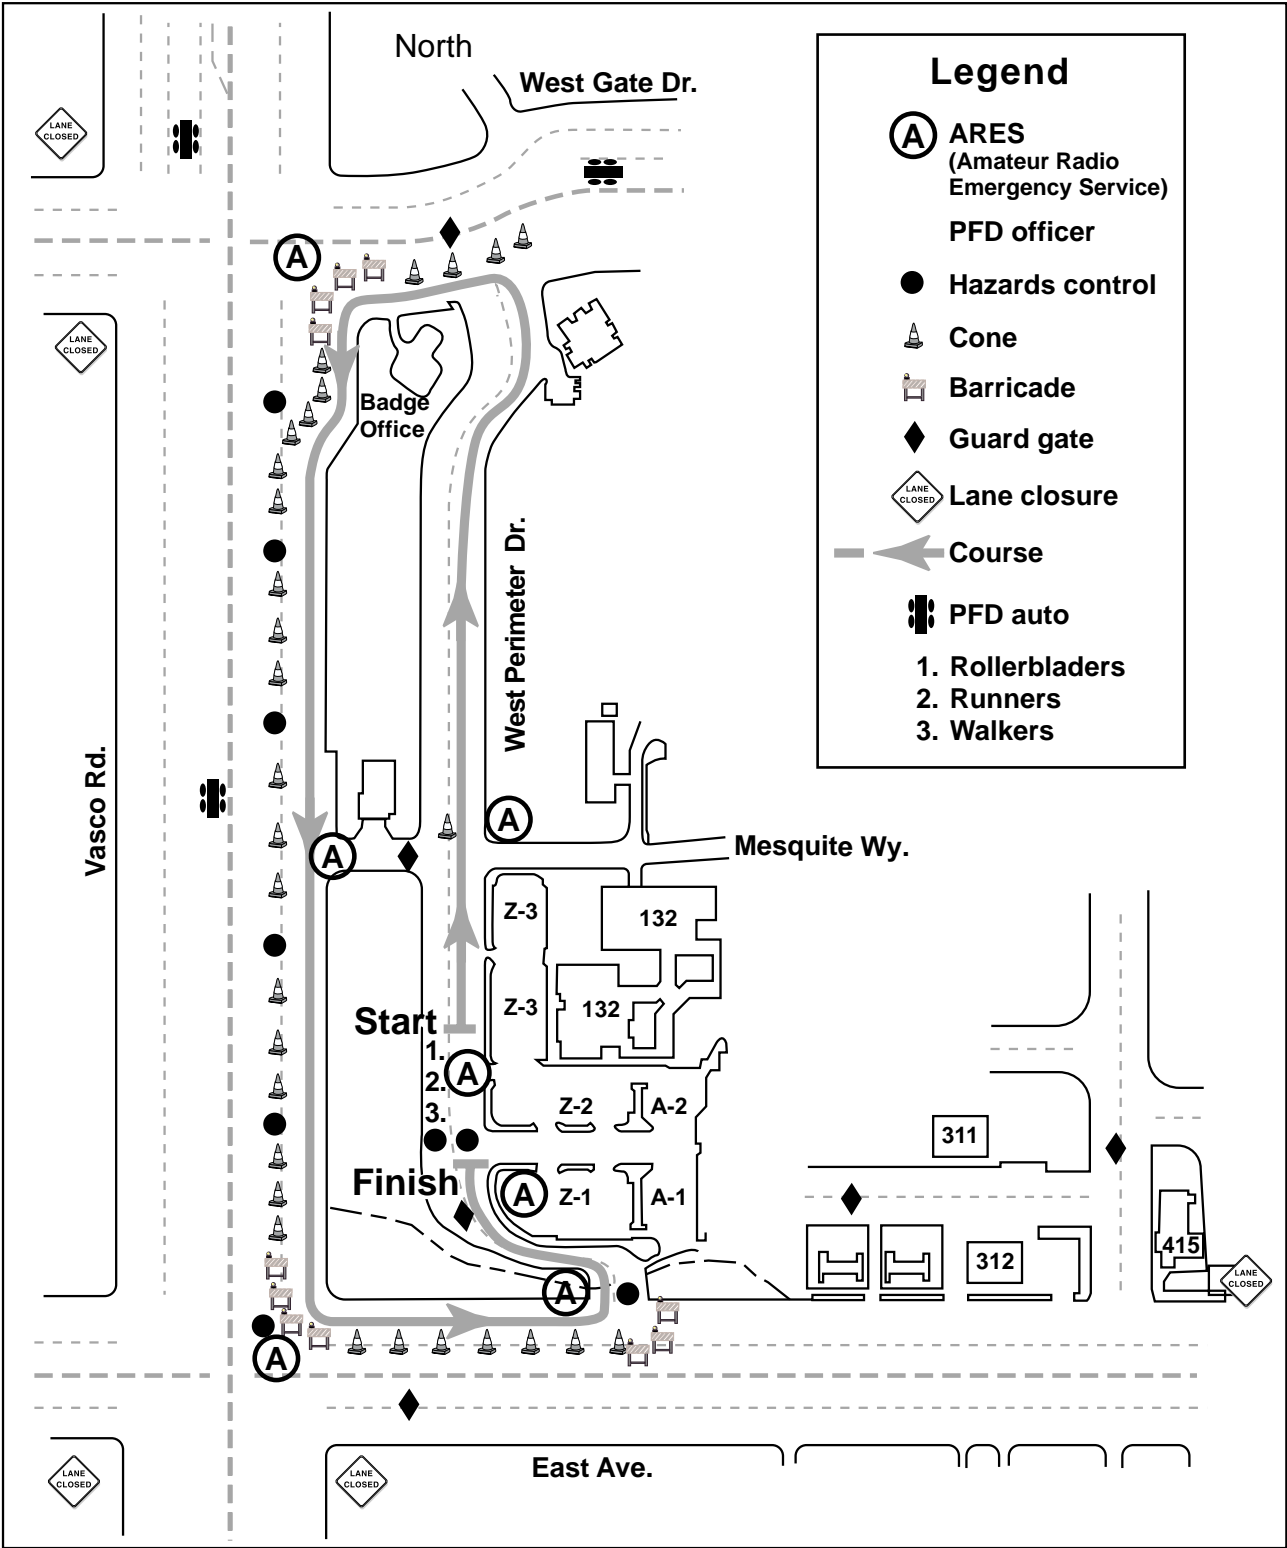 North
West Gate Dr.
LANE
CLOSED
Legend
A ARES
(Amateur Radio
Emergency Service)
PFD officer
Hazards control
Cone
Barricade
Guard gate
LANE
CLOSED
Lane closure
Course
PFD auto
1. Rollerbladers
2. Runners
3. Walkers
A
LANE
CLOSED
Badge
Office
West Perimeter Dr.
Vasco Rd.
A
A
Mesquite Wy.
Z-3
132
Z-3
132
Start
1.
2.
3.
A
Z-2
A-2
311
Finish
A
Z-1
A-1
312
415
LANE
CLOSED
A
A
East Ave.
LANE
CLOSED
LANE
CLOSED